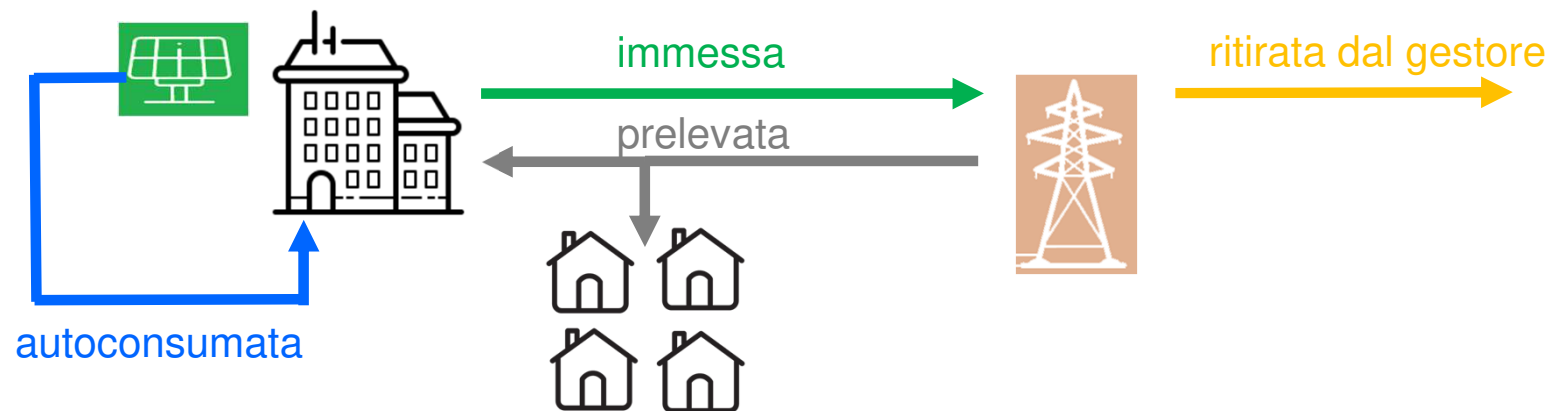 immessa
ritirata dal gestore
prelevata
autoconsumata